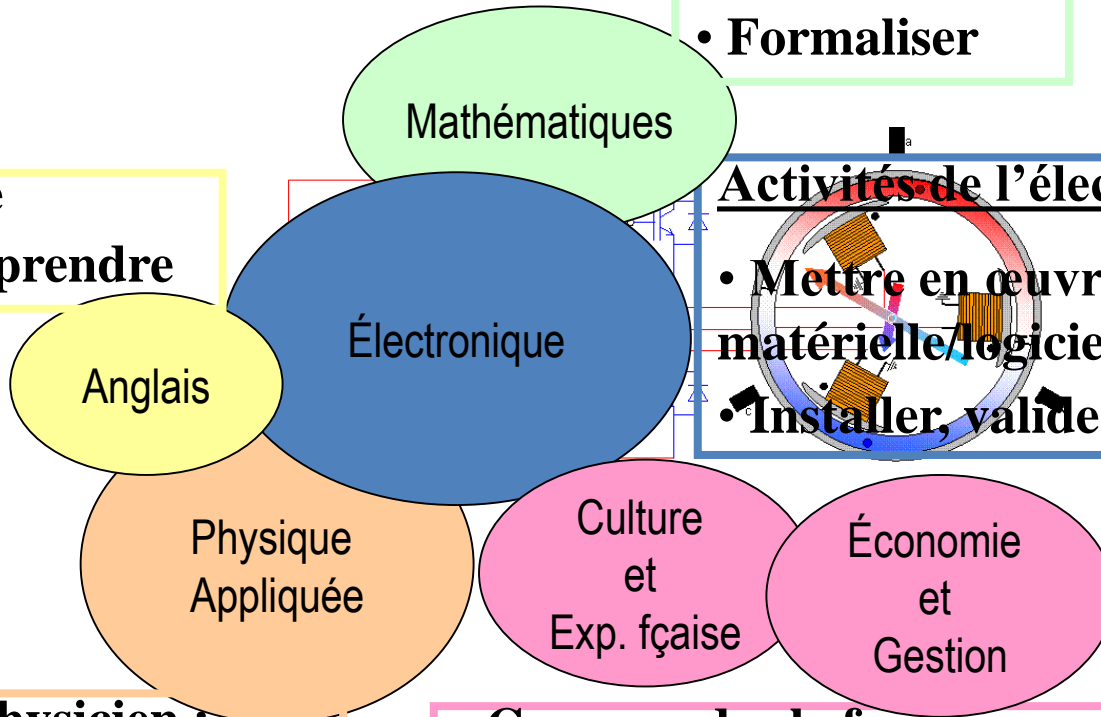 • Formaliser
Mathématiques
Activités de l’élec
prendre
• Mettre en œuvr
Électronique
matérielle/logicie
Anglais
• Installer, valide
Culture
et
Exp. fçaise
Physique
Appliquée
Économie
et
Gestion
hysicien :